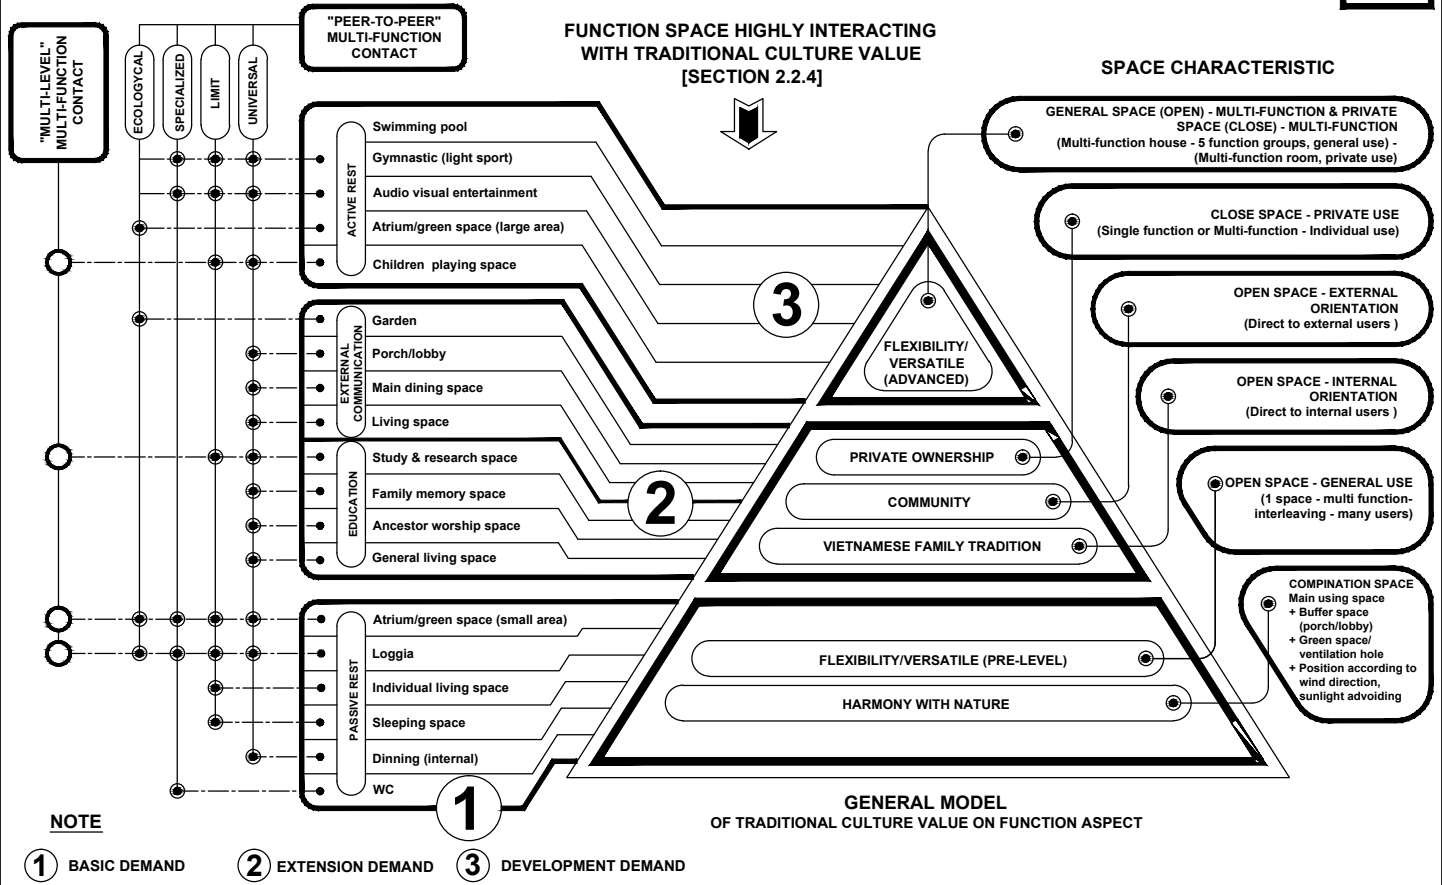 "MULTI-LEVEL"
MULTI-FUNCTION
CONTACT
ECOLOGYCAL
SPECIALIZED
LIMIT
UNIVERSAL
"PEER-TO-PEER"
MULTI-FUNCTION
CONTACT
FUNCTION SPACE HIGHLY INTERACTING
WITH TRADITIONAL CULTURE VALUE
[SECTION 2.2.4]
SPACE CHARACTERISTIC
ACTIVE REST
Swimming pool
Gymnastic (light sport)
Audio visual entertainment
Atrium/green space (large area)
Children playing space
EXTERNAL
COMMUNICATION
Garden
Porch/lobby
Main dining space
Living space
EDUCATION
Study & research space
Family memory space
Ancestor worship space
General living space
PASSIVE REST
Atrium/green space (small area)
Loggia
Individual living space
Sleeping space
Dinning (internal)
WC
3
2
1
FLEXIBILITY/
VERSATILE
(ADVANCED)
PRIVATE OWNERSHIP
COMMUNITY
VIETNAMESE FAMILY TRADITION
FLEXIBILITY/VERSATILE (PRE-LEVEL)
HARMONY WITH NATURE
GENERAL SPACE (OPEN) - MULTI-FUNCTION & PRIVATE
SPACE (CLOSE) - MULTI-FUNCTION
(Multi-function house - 5 function groups, general use) -
(Multi-function room, private use)
CLOSE SPACE - PRIVATE USE
(Single function or Multi-function - Individual use)
OPEN SPACE - EXTERNAL
ORIENTATION
(Direct to external users )
OPEN SPACE - INTERNAL
ORIENTATION
(Direct to internal users )
OPEN SPACE - GENERAL USE
(1 space - multi function-
interleaving - many users)
COMPINATION SPACE
Main using space
+ Buffer space
(porch/lobby)
+ Green space/
ventilation hole
+ Position according to
wind direction,
sunlight advoiding
GENERAL MODEL
OF TRADITIONAL CULTURE VALUE ON FUNCTION ASPECT
NOTE
1 BASIC DEMAND
2 EXTENSION DEMAND
3 DEVELOPMENT DEMAND